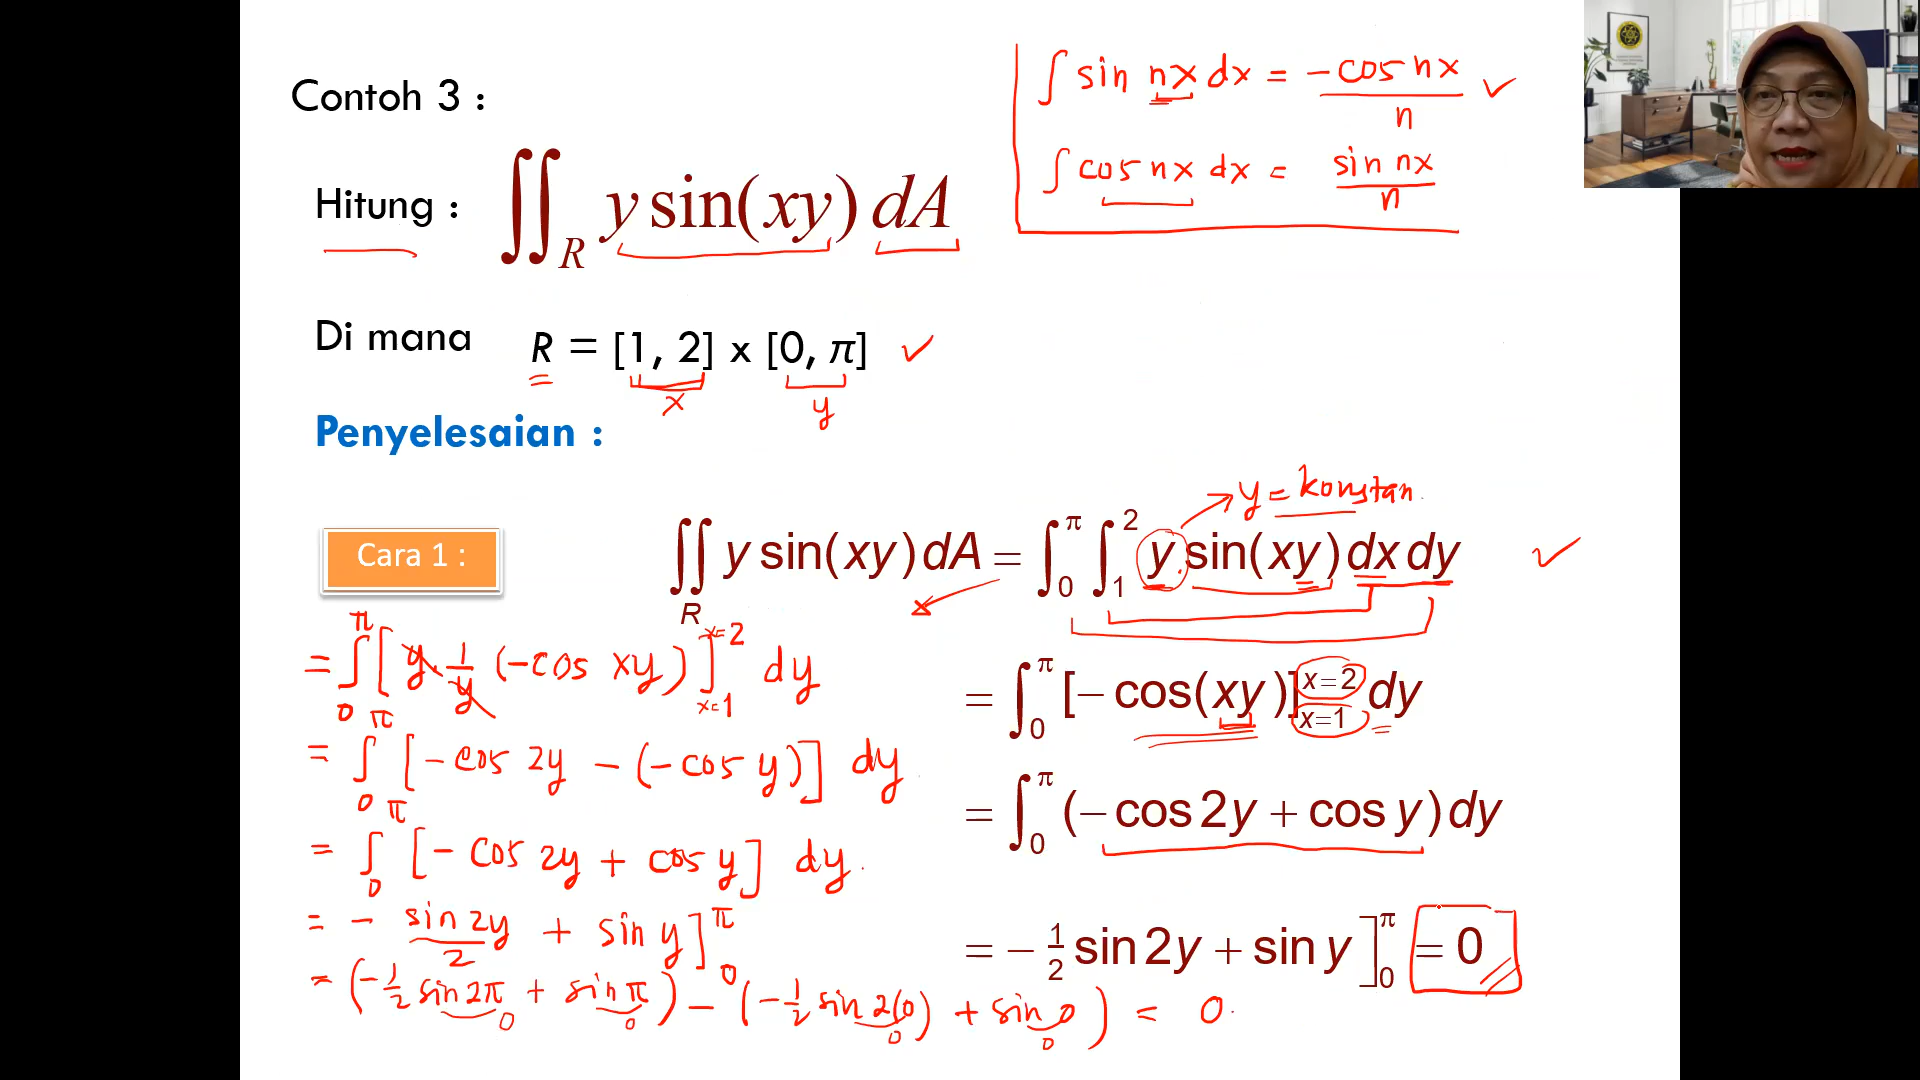 Contoh 3 :
∫ sin nx dx = -cos nx / n ✓
∫ cos nx dx = sin nx / n
Hitung : ∬_R y sin(xy) dA
Di mana R = [1, 2] x [0, π] ✓
x y
Penyelesaian :
y = konstan.
Cara 1 : ∬_R y sin(xy) dA = ∫_0^π ∫_1^2 y sin(xy) dx dy ✓
= ∫_0^π [− cos(xy)]_{x=1}^{x=2} dy
= ∫_0^π (− cos 2y + cos y) dy
= − 1/2 sin 2y + sin y ]_0^π = 0
= ∫_0^π [ y · 1/y (-cos xy) ]_{x=1}^{x=2} dy
= ∫_0^π [ -cos 2y - (-cos y) ] dy
= ∫_0^π [ -cos 2y + cos y ] dy.
= - sin 2y / 2 + sin y ]_0^π
= (-1/2 sin 2π + sin π) - (-1/2 sin 2(0) + sin 0) = 0.
0 0 0 0